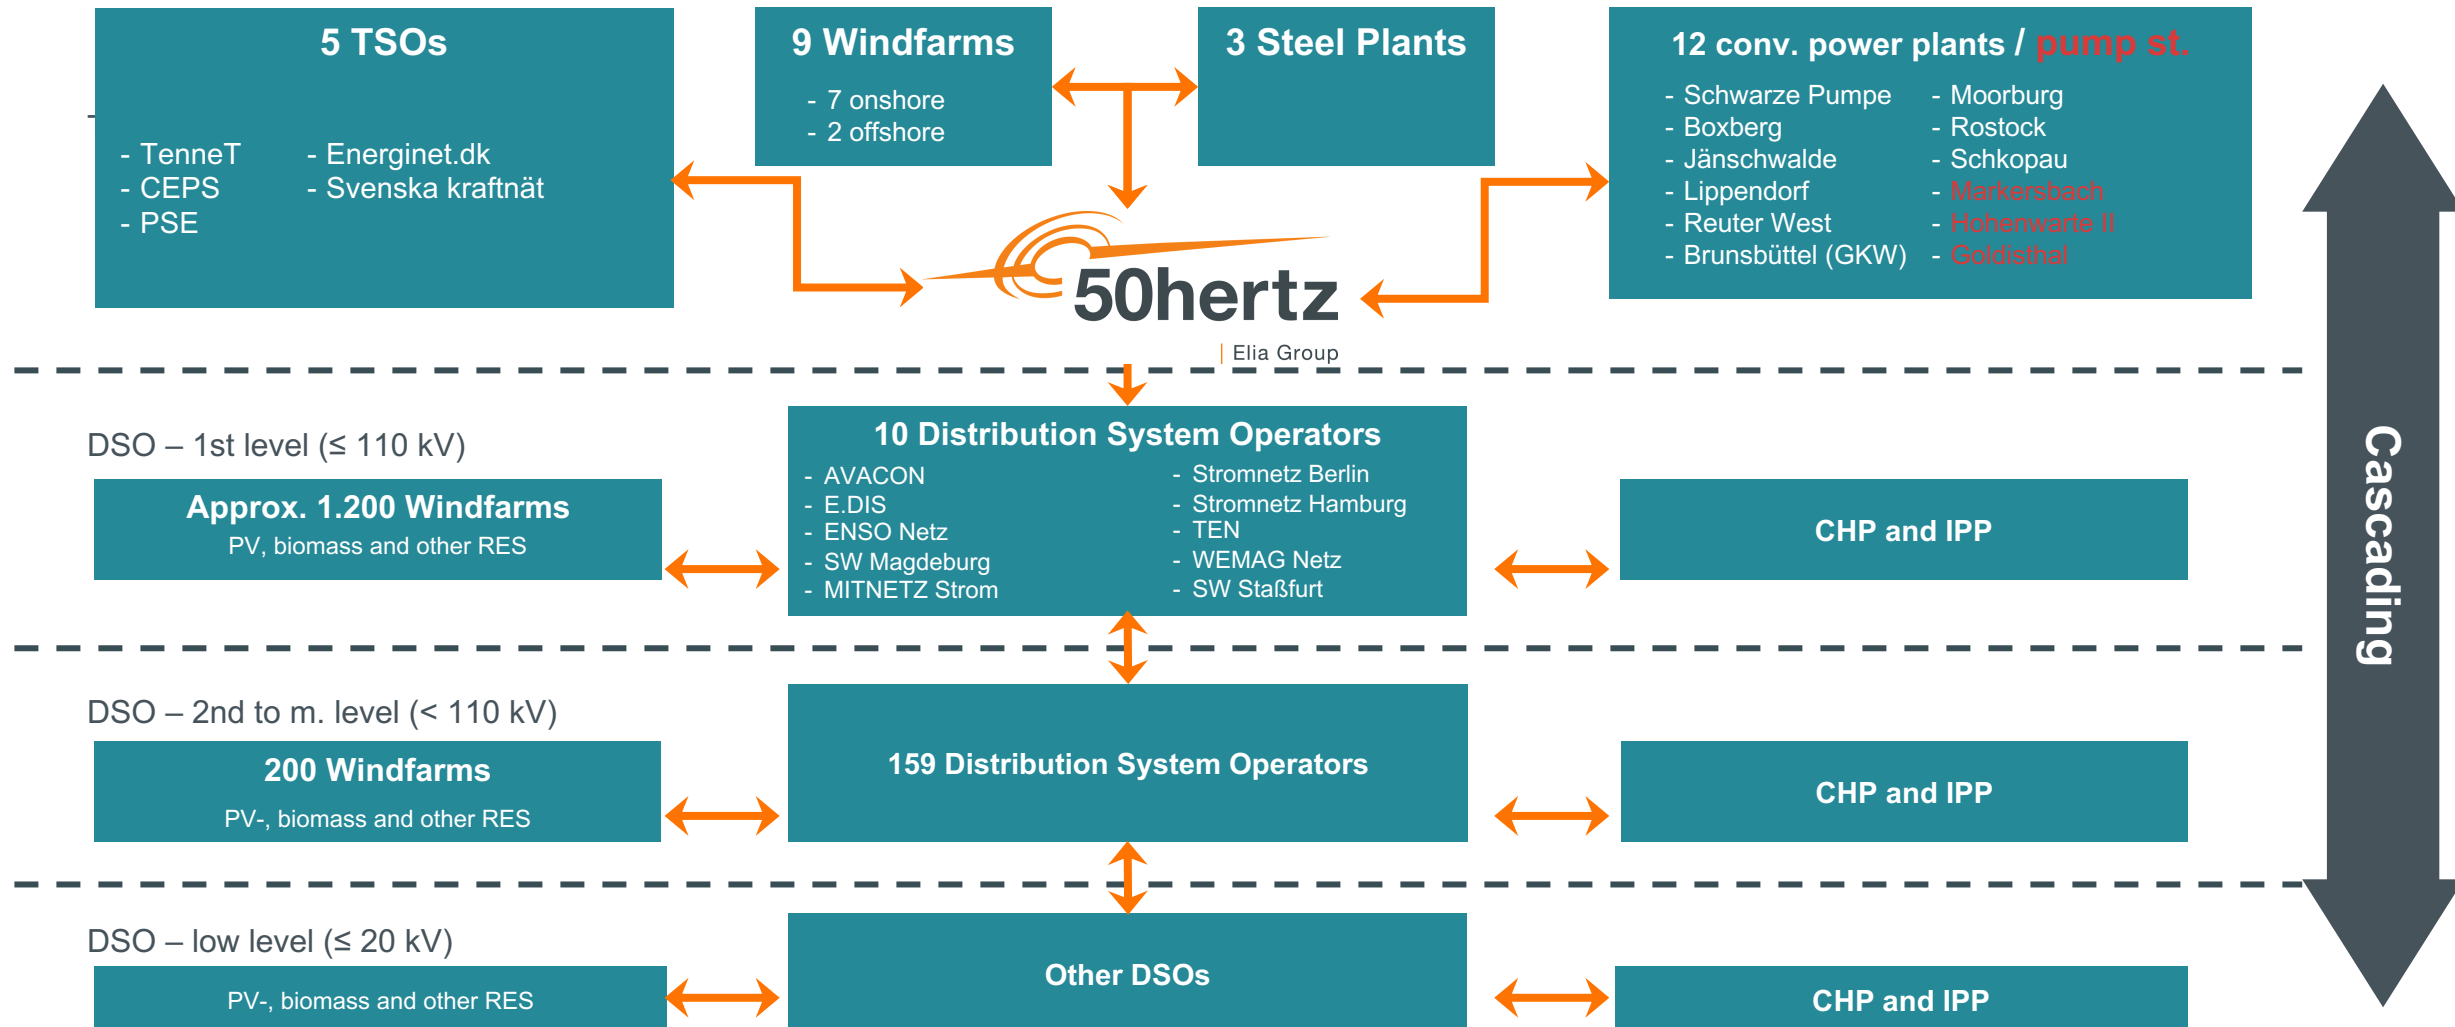 5 TSOs
- TenneT
- CEPS
- PSE
- Energinet.dk
- Svenska kraftnät
9 Windfarms
- 7 onshore
- 2 offshore
3 Steel Plants
12 conv. power plants / pump st.
- Schwarze Pumpe
- Boxberg
- Jänschwalde
- Lippendorf
- Reuter West
- Brunsbüttel (GKW)
- Moorburg
- Rostock
- Schkopau
- Markersbach
- Hohenwarte II
- Goldisthal
50hertz
| Elia Group
DSO – 1st level (≤ 110 kV)
Approx. 1.200 Windfarms
PV, biomass and other RES
10 Distribution System Operators
- AVACON
- E.DIS
- ENSO Netz
- SW Magdeburg
- MITNETZ Strom
- Stromnetz Berlin
- Stromnetz Hamburg
- TEN
- WEMAG Netz
- SW Staßfurt
CHP and IPP
DSO – 2nd to m. level (< 110 kV)
200 Windfarms
PV-, biomass and other RES
159 Distribution System Operators
CHP and IPP
DSO – low level (≤ 20 kV)
PV-, biomass and other RES
Other DSOs
CHP and IPP
Cascading